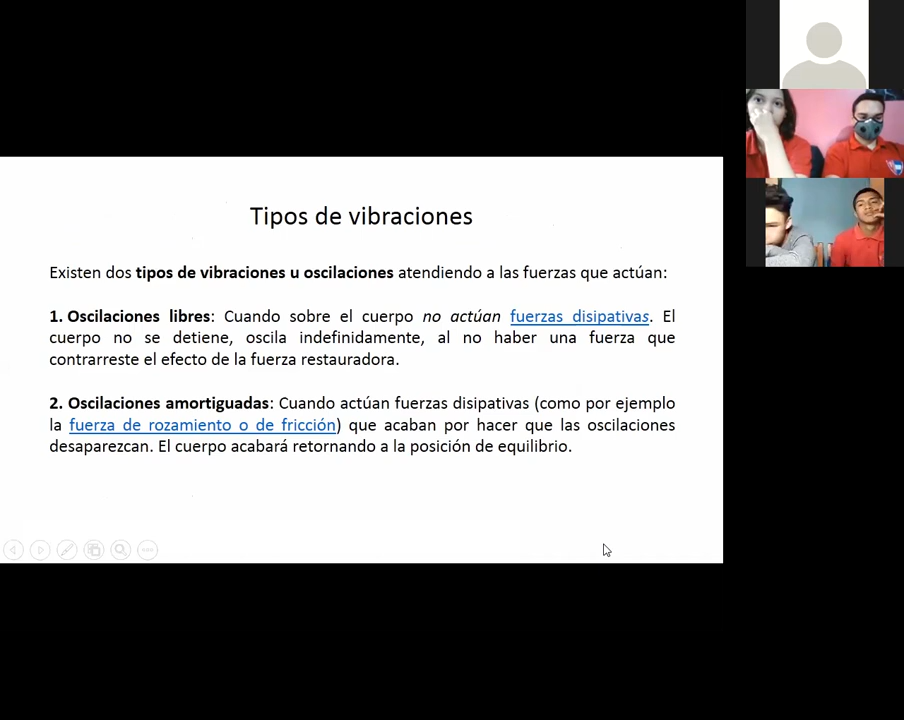 Tipos de vibraciones
Existen dos tipos de vibraciones u oscilaciones atendiendo a las fuerzas que actúan:
1. Oscilaciones libres: Cuando sobre el cuerpo no actúan fuerzas disipativas. El
cuerpo no se detiene, oscila indefinidamente, al no haber una fuerza que
contrarreste el efecto de la fuerza restauradora.
2. Oscilaciones amortiguadas: Cuando actúan fuerzas disipativas (como por ejemplo
la fuerza de rozamiento o de fricción) que acaban por hacer que las oscilaciones
desaparezcan. El cuerpo acabará retornando a la posición de equilibrio.